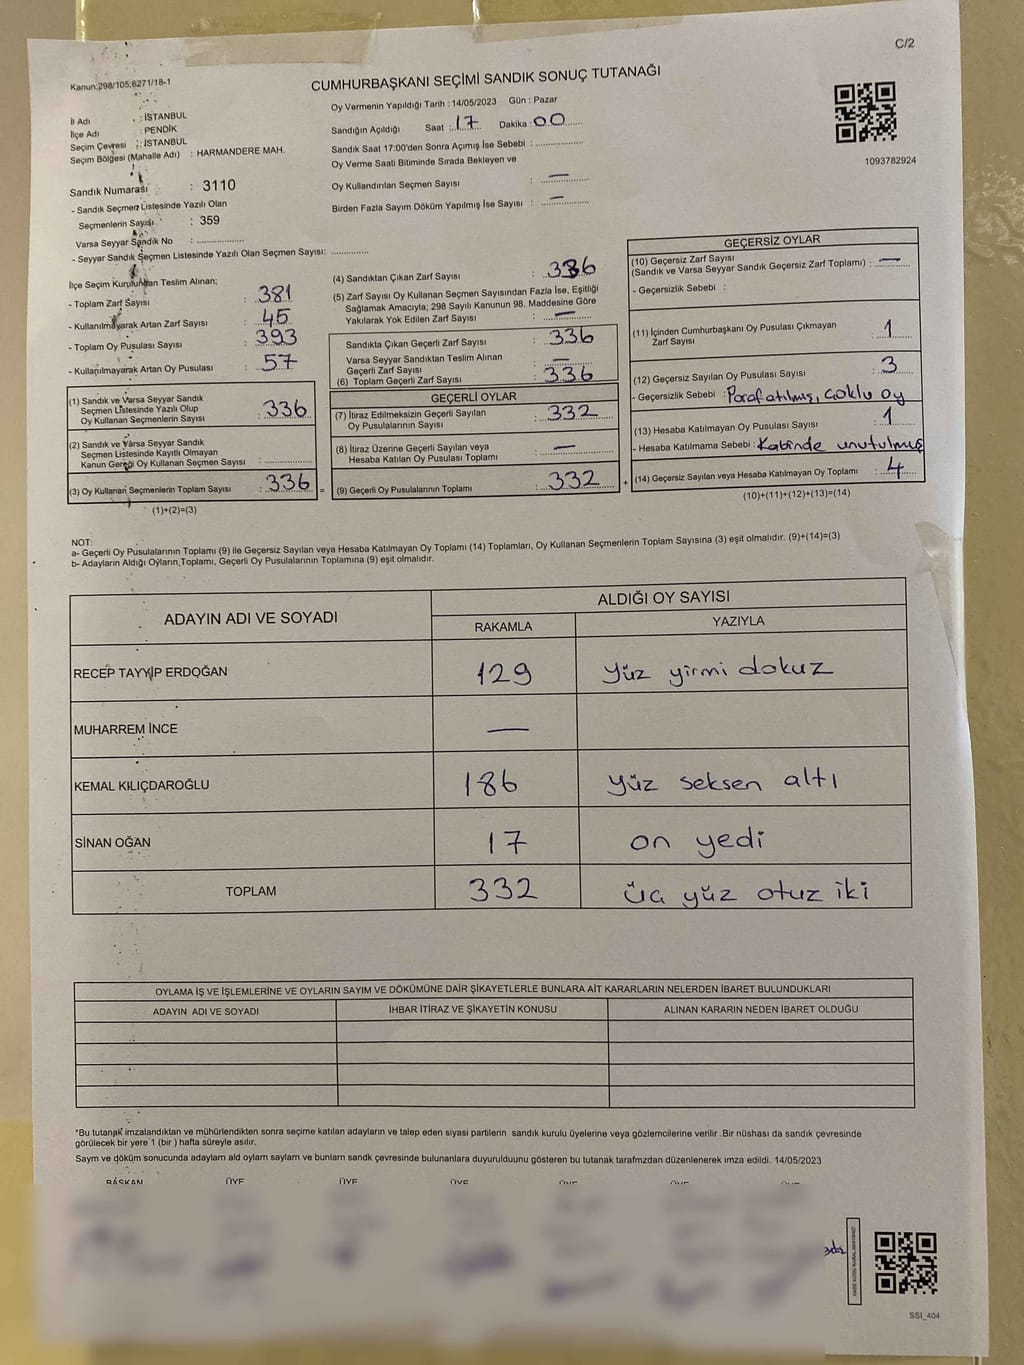 C/2
Kanun:298/105;6271/18-1
CUMHURBAŞKANI SEÇİMİ SANDIK SONUÇ TUTANAĞI
İl Adı : İSTANBUL
İlçe Adı : PENDİK
Seçim Çevresi : İSTANBUL
Seçim Bölgesi (Mahalle Adı) : HARMANDERE MAH.
Sandık Numarası : 3110
- Sandık Seçmen Listesinde Yazılı Olan
Seçmenlerin Sayısı : 359
Varsa Seyyar Sandık No : ..................
- Seyyar Sandık Seçmen Listesinde Yazılı Olan Seçmen Sayısı: ..............
Oy Vermenin Yapıldığı Tarih : 14/05/2023 Gün : Pazar
Sandığın Açıldığı Saat : 17 Dakika : 00
Sandık Saat 17:00'den Sonra Açımış İse Sebebi : ..................
Oy Verme Saati Bitiminde Sırada Bekleyen ve
Oy Kullandırılan Seçmen Sayısı : —
Birden Fazla Sayım Döküm Yapılmış İse Sayısı : —
1093782924
İlçe Seçim Kurulundan Teslim Alınan;
- Toplam Zarf Sayısı : 381
- Kullanılmayarak Artan Zarf Sayısı : 45
- Toplam Oy Pusulası Sayısı : 393
- Kullanılmayarak Artan Oy Pusulası : 57
(1) Sandık ve Varsa Seyyar Sandık
Seçmen Listesinde Yazılı Olup
Oy Kullanan Seçmenlerin Sayısı : 336
(2) Sandık ve Varsa Seyyar Sandık
Seçmen Listesinde Kayıtlı Olmayan
Kanun Gereği Oy Kullanan Seçmen Sayısı : ..............
(3) Oy Kullanan Seçmenlerin Toplam Sayısı : 336 =
(1)+(2)=(3)
(4) Sandıktan Çıkan Zarf Sayısı : 336
(5) Zarf Sayısı Oy Kullanan Seçmen Sayısından Fazla İse, Eşitliği
Sağlamak Amacıyla; 298 Sayılı Kanunun 98. Maddesine Göre
Yakılarak Yok Edilen Zarf Sayısı : —
Sandıkta Çıkan Geçerli Zarf Sayısı : 336
Varsa Seyyar Sandıktan Teslim Alınan
Geçerli Zarf Sayısı : —
(6) Toplam Geçerli Zarf Sayısı : 336
GEÇERLİ OYLAR
(7) İtiraz Edilmeksizin Geçerli Sayılan
Oy Pusulasının Sayısı : 332
(8) İtiraz Üzerine Geçerli Sayılan veya
Hesaba Katılan Oy Pusulası Toplamı : —
(9) Geçerli Oy Pusulalarının Toplamı : 332 +
GEÇERSİZ OYLAR
(10) Geçersiz Zarf Sayısı
(Sandık ve Varsa Seyyar Sandık Geçersiz Zarf Toplamı) : —
- Geçersizlik Sebebi :
(11) İçinden Cumhurbaşkanı Oy Pusulası Çıkmayan
Zarf Sayısı : 1
(12) Geçersiz Sayılan Oy Pusulası Sayısı : 3
- Geçersizlik Sebebi : Paraf atılmış, çoklu oy
(13) Hesaba Katılmayan Oy Pusulası Sayısı : 1
- Hesaba Katılmama Sebebi : Kabinde unutulmuş
(14) Geçersiz Sayılan veya Hesaba Katılmayan Oy Toplamı : 4
(10)+(11)+(12)+(13)=(14)
NOT:
a- Geçerli Oy Pusulalarının Toplamı (9) ile Geçersiz Sayılan veya Hesaba Katılmayan Oy Toplamı (14) Toplamları, Oy Kullanan Seçmenlerin Toplam Sayısına (3) eşit olmalıdır. (9)+(14)=(3)
b- Adayların Aldığı Oyların Toplamı, Geçerli Oy Pusulalarının Toplamına (9) eşit olmalıdır.
ADAYIN ADI VE SOYADI
ALDIĞI OY SAYISI
RAKAMLA YAZIYLA
RECEP TAYYİP ERDOĞAN 129 Yüz yirmi dokuz
MUHARREM İNCE —
KEMAL KILIÇDAROĞLU 186 yüz seksen altı
SİNAN OĞAN 17 on yedi
TOPLAM 332 üç yüz otuz iki
OYLAMA İŞ VE İŞLEMLERİNE VE OYLARIN SAYIM VE DÖKÜMÜNE DAİR ŞİKAYETLERLE BUNLARA AİT KARARLARIN NELERDEN İBARET BULUNDUKLARI
ADAYIN ADI VE SOYADI İHBAR İTİRAZ VE ŞİKAYETİN KONUSU ALINAN KARARIN NEDEN İBARET OLDUĞU
*Bu tutanak imzalandıktan ve mühürlendikten sonra seçime katılan adayların ve talep eden siyasi partilerin sandık kurulu üyelerine veya gözlemcilerine verilir .Bir nüshası da sandık çevresinde
görülecek bir yere 1 (bir ) hafta süreyle asılır.
Sayım ve döküm sonucunda adayların ald oyların sayların ve bunların sandk çevresinde bulunanlara duyurulduunu gösteren bu tutanak tarafmzdan düzenlenerek imza edildi. 14/05/2023
BAŞKAN ÜYE ÜYE ÜYE ÜYE ÜYE ÜYE
SSI_404